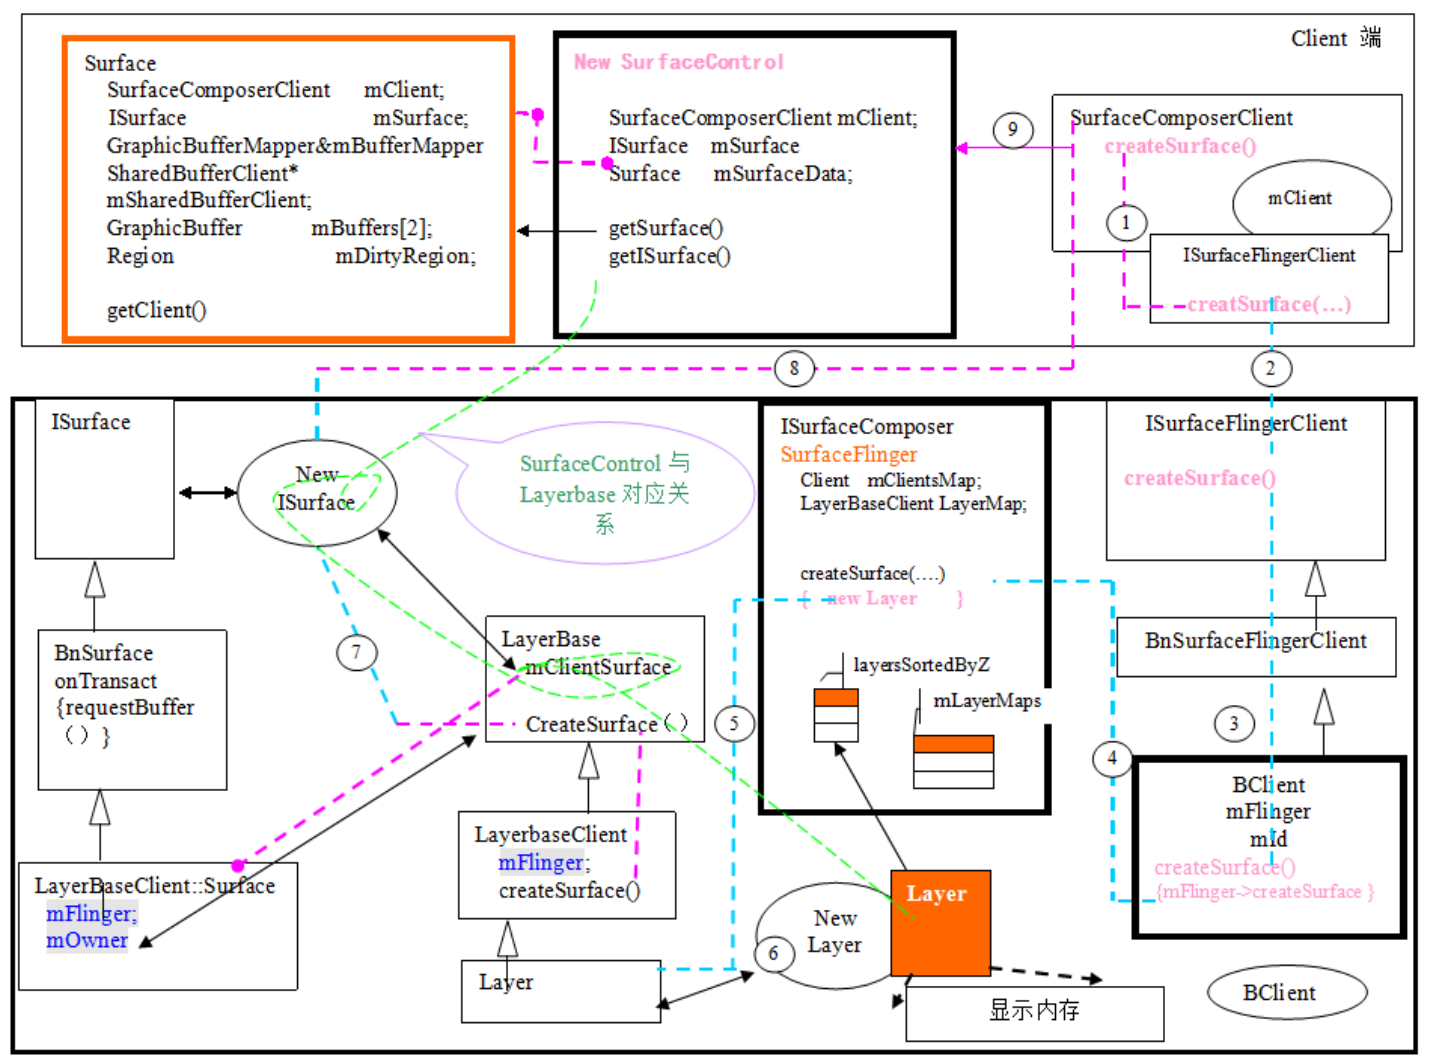 Client 端
Surface
SurfaceComposerClient mClient;
ISurface mSurface;
GraphicBufferMapper&mBufferMapper
SharedBufferClient*
mSharedBufferClient;
GraphicBuffer mBuffers[2];
Region mDirtyRegion;
getClient()
New SurfaceControl
SurfaceComposerClient mClient;
ISurface mSurface
Surface mSurfaceData;
getSurface()
getISurface()
9
SurfaceComposerClient
createSurface()
mClient
1
ISurfaceFlingerClient
creatSurface(...)
8
2
ISurface
New
ISurface
SurfaceControl 与
Layerbase 对应关
系
ISurfaceComposer
SurfaceFlinger
Client mClientsMap;
LayerBaseClient LayerMap;
createSurface(....)
{ new Layer }
layersSortedByZ
mLayerMaps
ISurfaceFlingerClient
createSurface()
BnSurfaceFlingerClient
BnSurface
onTransact
{requestBuffer
() }
7
LayerBase
mClientSurface
CreateSurface()
5
3
4
BClient
mFlinger
mId
createSurface()
{mFlinger->createSurface }
LayerbaseClient
mFlinger;
createSurface()
LayerBaseClient::Surface
mFlinger;
mOwner
Layer
New
Layer
6
Layer
显示内存
BClient